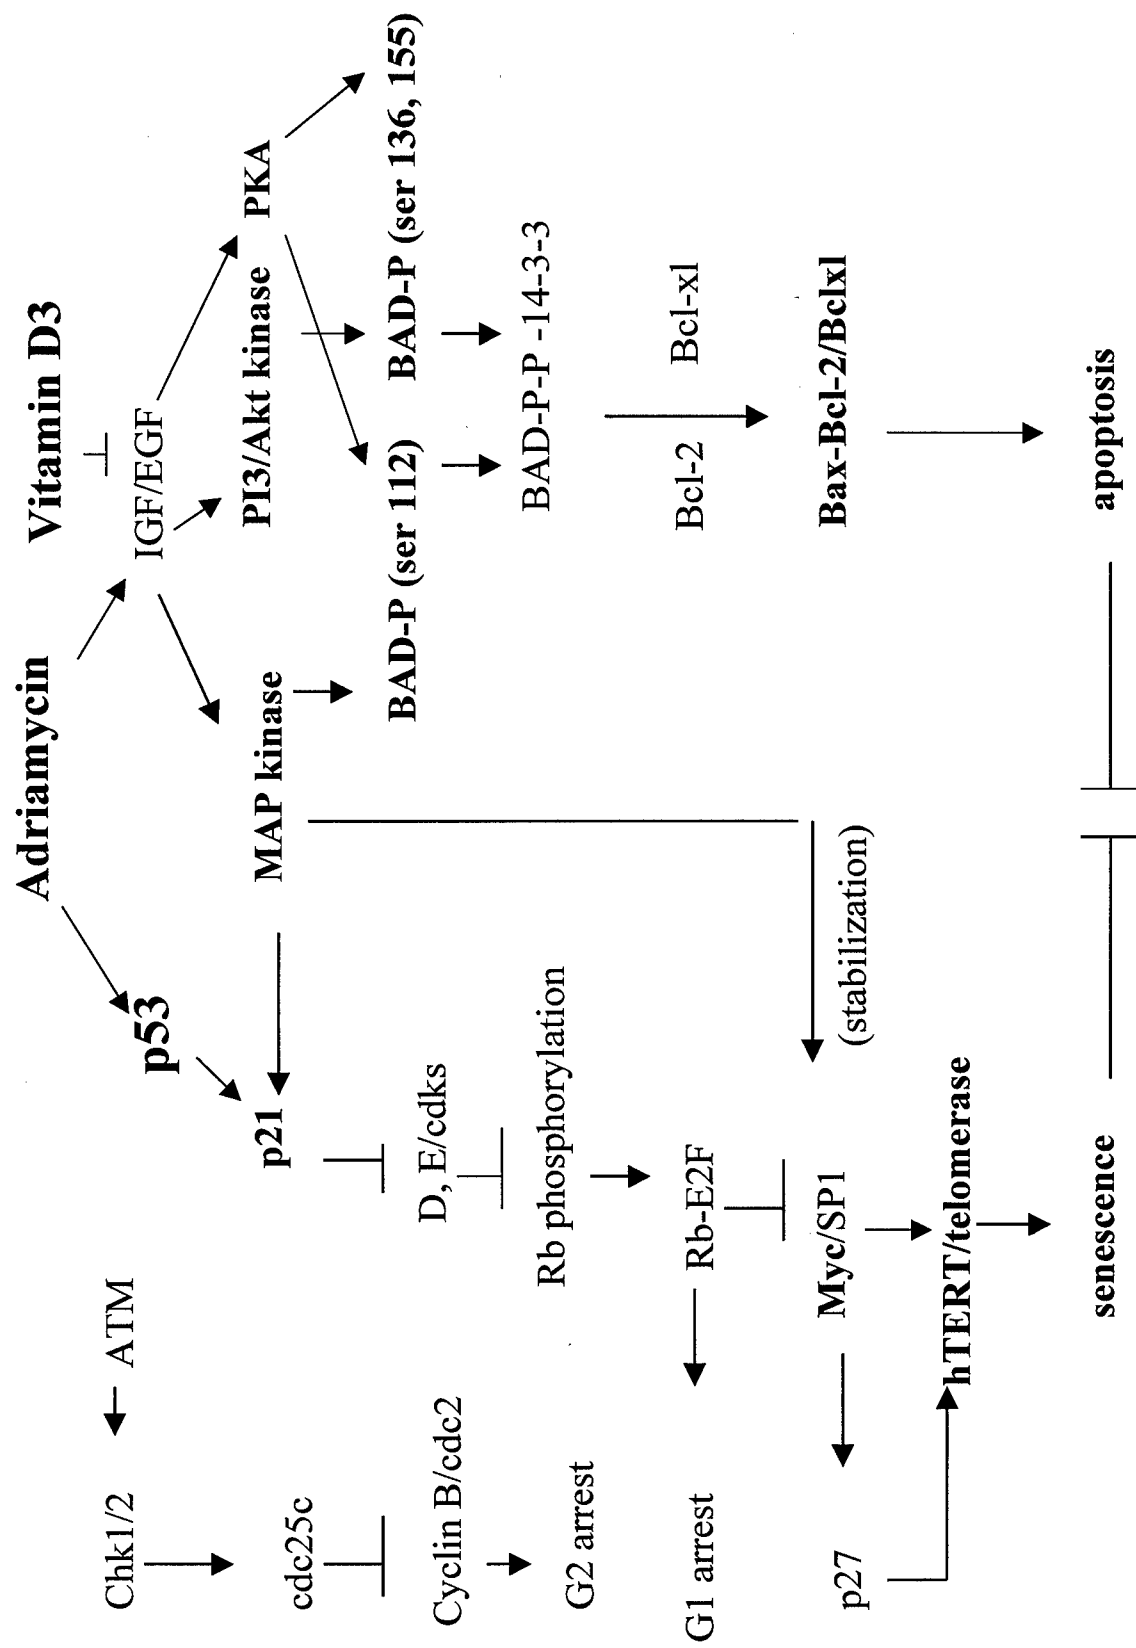 Adriamycin
Vitamin D3
Chk1/2
ATM
p53
IGF/EGF
cdc25c
p21
MAP kinase
PI3/Akt kinase
PKA
Cyclin B/cdc2
D, E/cdks
BAD-P (ser 112)
BAD-P (ser 136, 155)
G2 arrest
Rb phosphorylation
BAD-P-P -14-3-3
G1 arrest
Rb-E2F
Bcl-2
Bcl-xl
p27
Myc/SP1
(stabilization)
Bax-Bcl-2/Bclxl
hTERT/telomerase
senescence
apoptosis